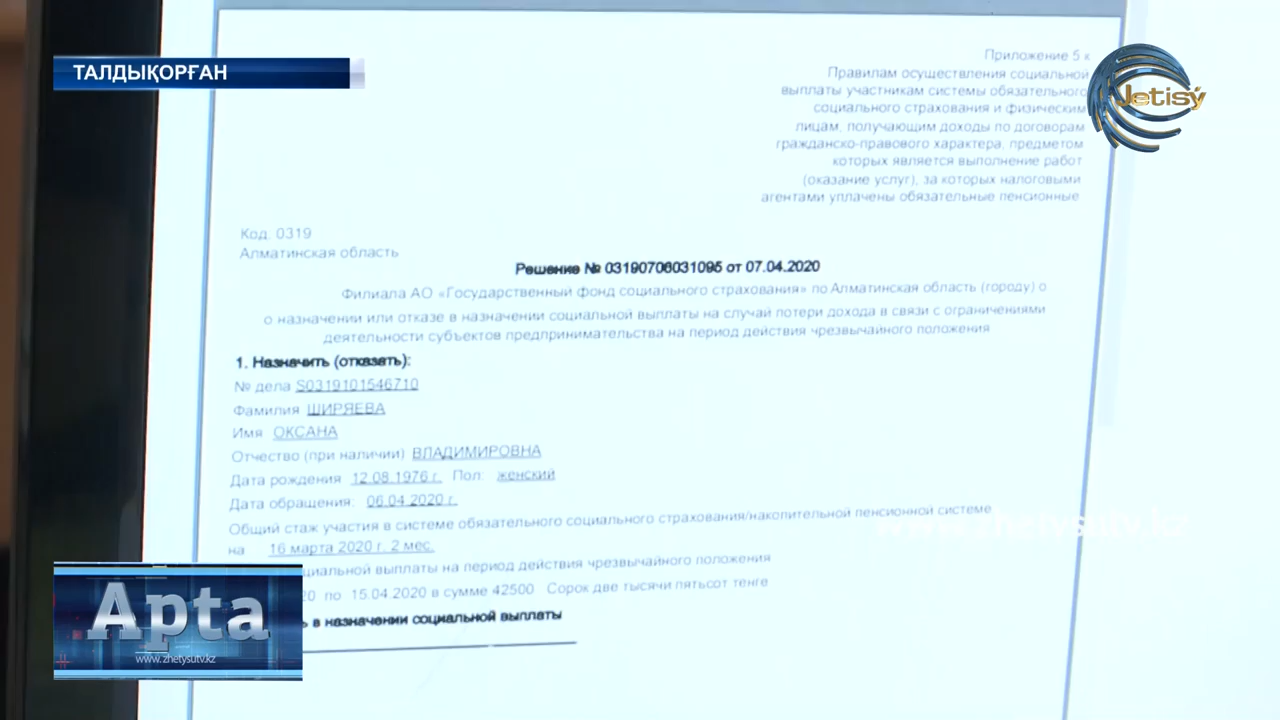 ТАЛДЫҚОРҒАН
Jetisý
Приложение 5 к
Правилам осуществления социальной
выплаты участникам системы обязательного
социального страхования и физическим
лицам, получающим доходы по договорам
гражданско-правового характера, предметом
которых является выполнение работ
(оказание услуг), за которых налоговыми
агентами уплачены обязательные пенсионные
Код. 0319
Алматинская область
Решение № 03190706031095 от 07.04.2020
Филиала АО «Государственный фонд социального страхования» по Алматинская область (городу) о
о назначении или отказе в назначении социальной выплаты на случай потери дохода в связи с ограничениями
деятельности субъектов предпринимательства на период действия чрезвычайного положения
1. Назначить (отказать):
№ дела S0319101546710
Фамилия ШИРЯЕВА
Имя ОКСАНА
Отчество (при наличии) ВЛАДИМИРОВНА
Дата рождения 12.08.1976 г. Пол: женский
Дата обращения: 06.04.2020 г.
Общий стаж участия в системе обязательного социального страхования/накопительной пенсионной системе
на 16 марта 2020 г. 2 мес.
циальной выплаты на период действия чрезвычайного положения
20 по 15.04.2020 в сумме 42500 Сорок две тысячи пятьсот тенге
ь в назначении социальной выплаты
www.zhetysutv.kz
Apta
www.zhetysutv.kz